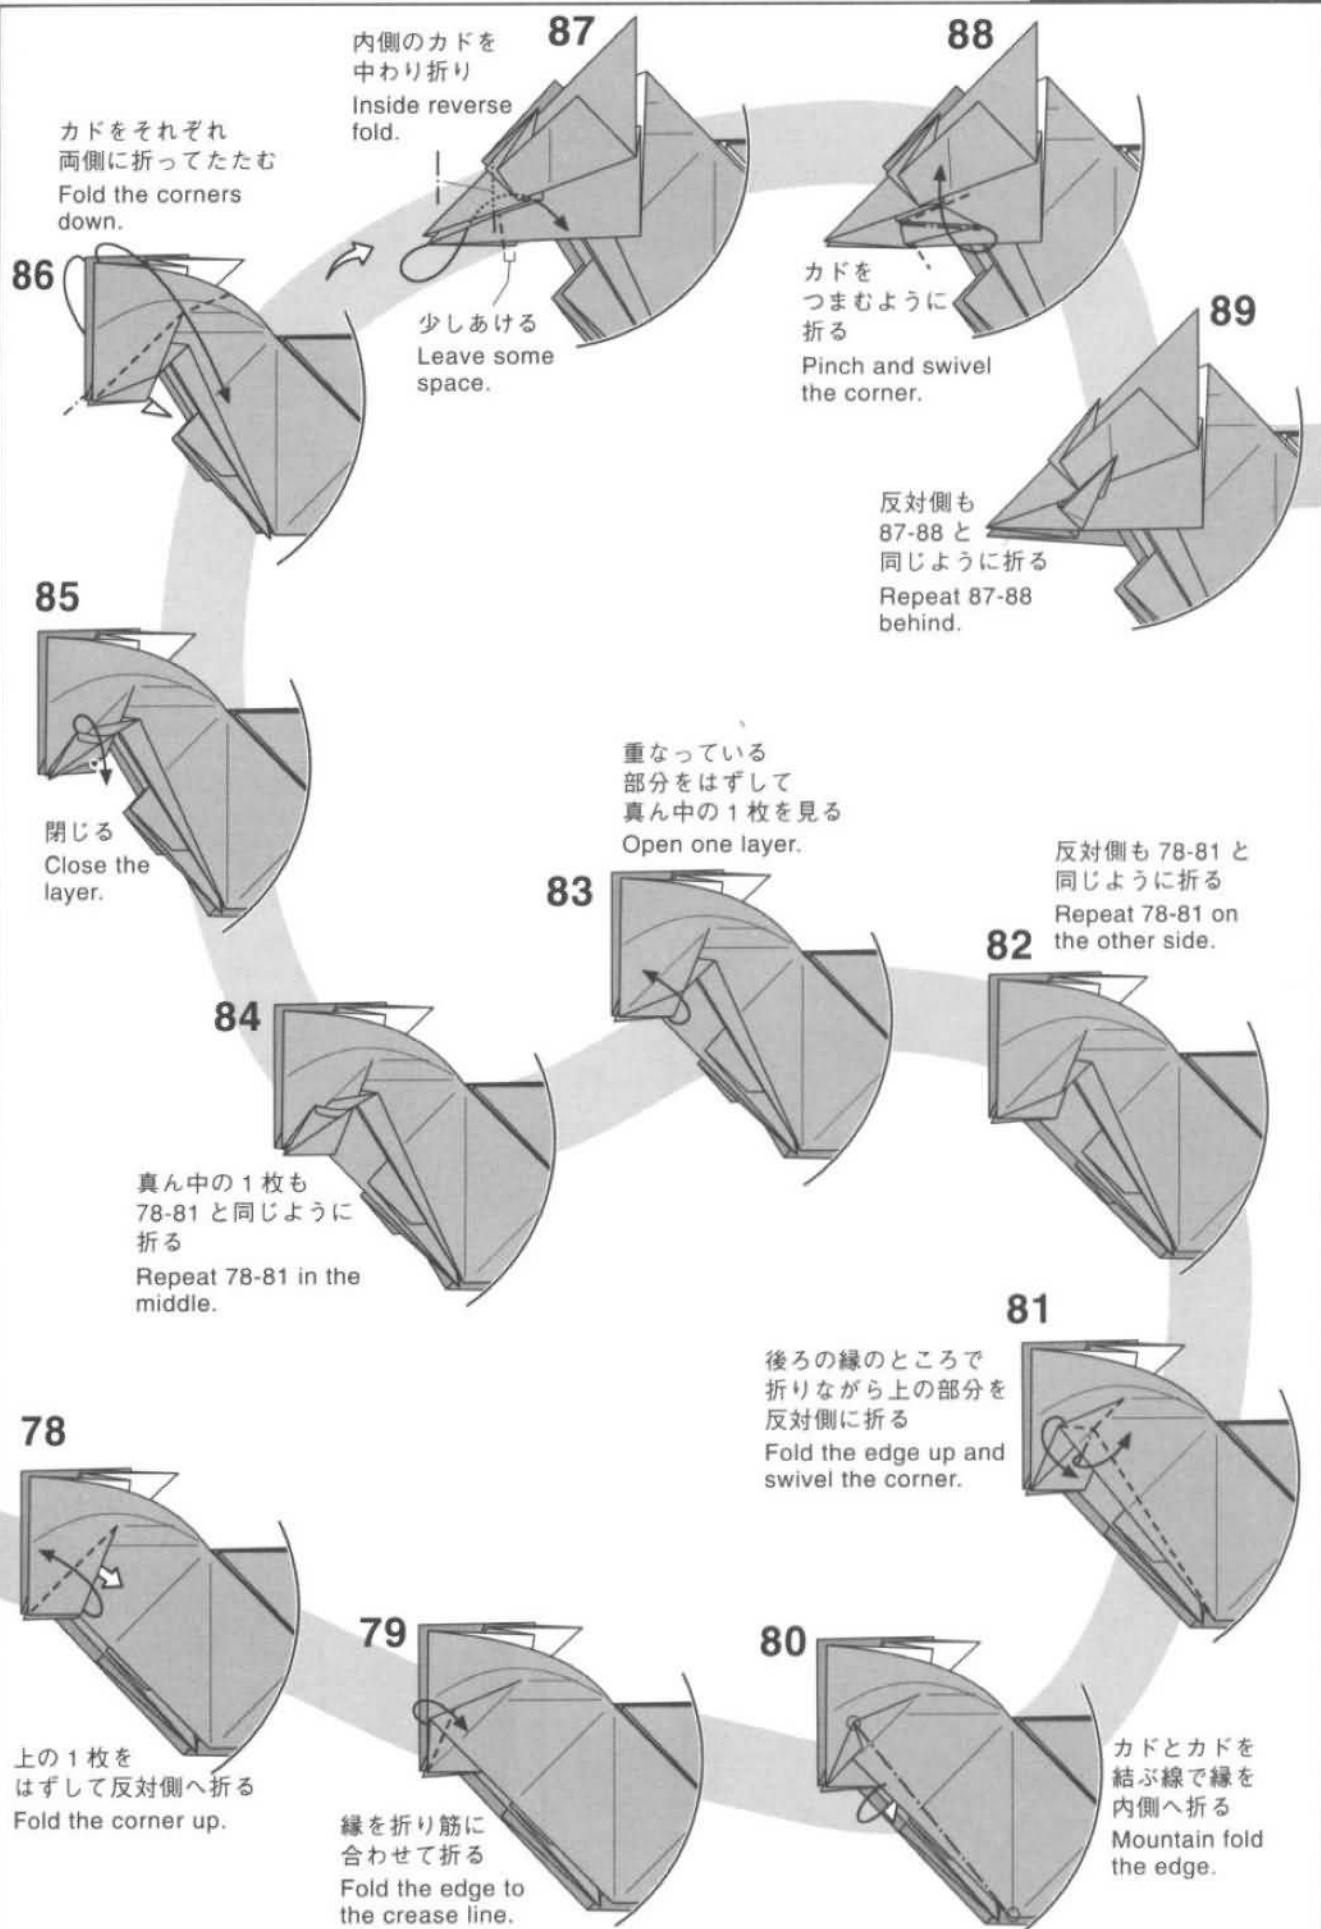 78
上の1枚を
はずして反対側へ折る
Fold the corner up.
79
縁を折り筋に
合わせて折る
Fold the edge to
the crease line.
80
カドとカドを
結ぶ線で縁を
内側へ折る
Mountain fold
the edge.
81
後ろの縁のところで
折りながら上の部分を
反対側に折る
Fold the edge up and
swivel the corner.
82
反対側も 78-81 と
同じように折る
Repeat 78-81 on
the other side.
83
重なっている
部分をはずして
真ん中の1枚を見る
Open one layer.
84
真ん中の1枚も
78-81 と同じように
折る
Repeat 78-81 in the
middle.
85
閉じる
Close the
layer.
86
カドをそれぞれ
両側に折ってたたむ
Fold the corners
down.
87
内側のカドを
中わり折り
Inside reverse
fold.
少しあける
Leave some
space.
88
カドを
つまむように
折る
Pinch and swivel
the corner.
89
反対側も
87-88 と
同じように折る
Repeat 87-88
behind.